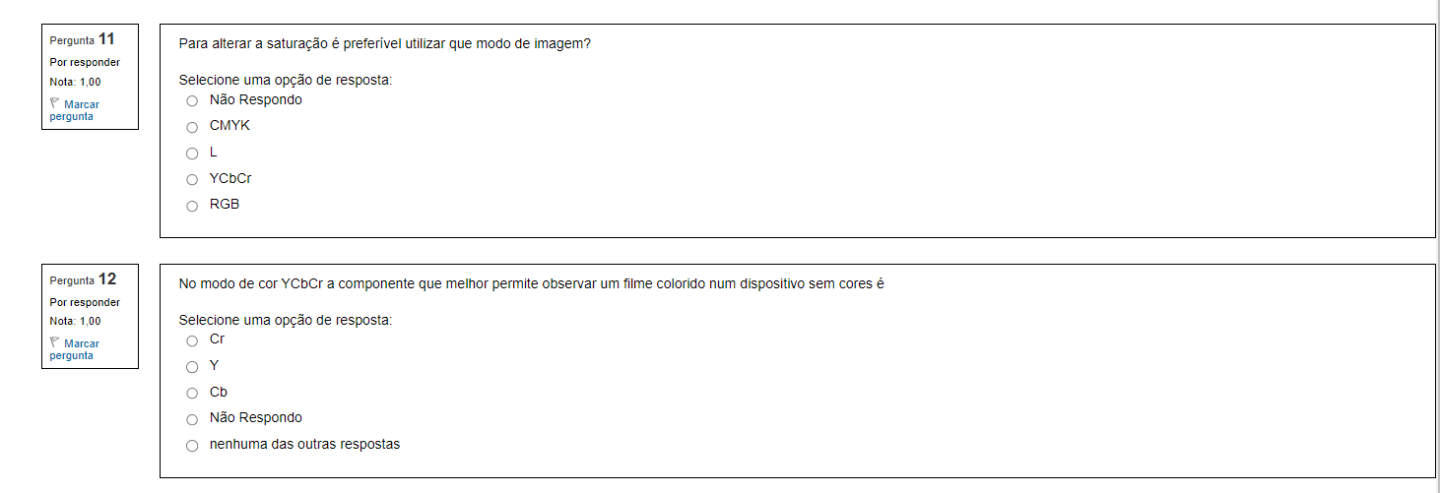 Pergunta 11
Por responder
Nota: 1,00
Marcar
pergunta
Para alterar a saturação é preferível utilizar que modo de imagem?
Selecione uma opção de resposta:
Não Respondo
CMYK
L
YCbCr
RGB
Pergunta 12
Por responder
Nota: 1,00
Marcar
pergunta
No modo de cor YCbCr a componente que melhor permite observar um filme colorido num dispositivo sem cores é
Selecione uma opção de resposta:
Cr
Y
Cb
Não Respondo
nenhuma das outras respostas